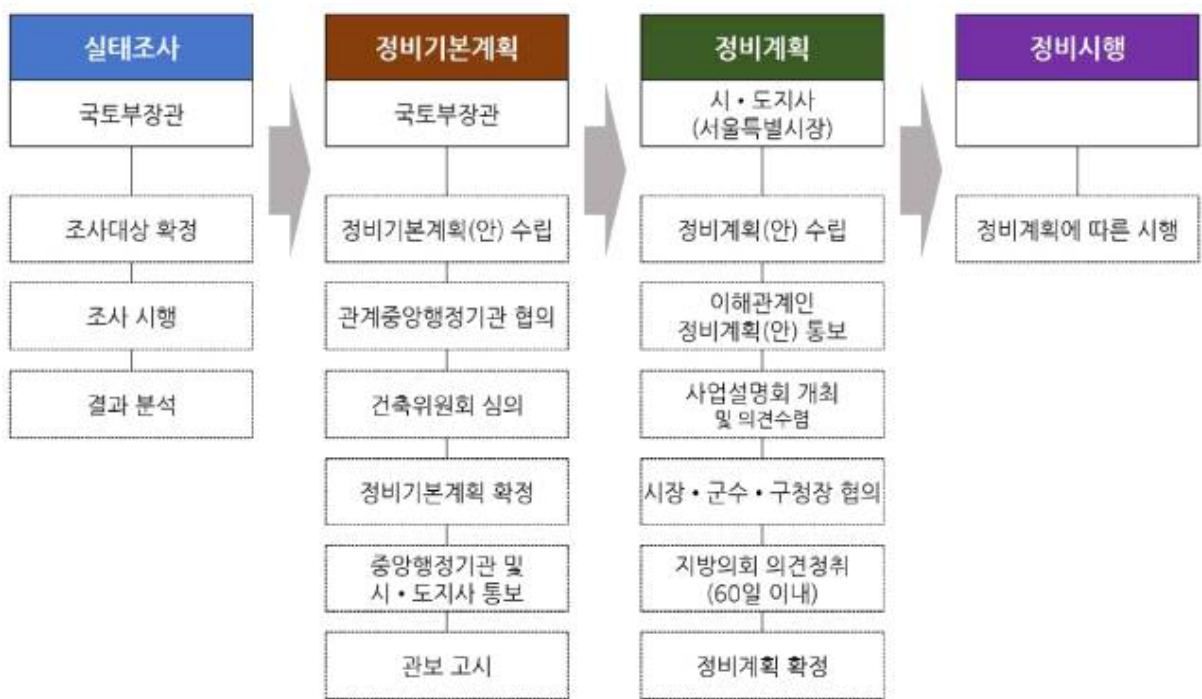 실태조사
국토부장관
조사대상 확정
조사 시행
결과 분석
정비기본계획
국토부장관
정비기본계획(안) 수립
관계중앙행정기관 협의
건축위원회 심의
정비기본계획 확정
중앙행정기관 및
시・도지사 통보
관보 고시
정비계획
시・도지사
(서울특별시장)
정비계획(안) 수립
이해관계인
정비계획(안) 통보
사업설명회 개최
및 의견수렴
시장・군수・구청장 협의
지방의회 의견청취
(60일 이내)
정비계획 확정
정비시행
정비계획에 따른 시행